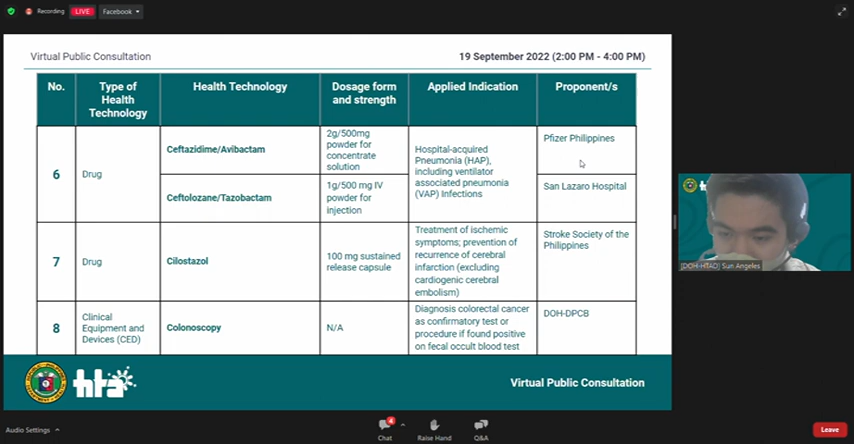 Recording
LIVE
Facebook
Virtual Public Consultation
19 September 2022 (2:00 PM - 4:00 PM)
No.
Type of
Health
Technology
Health Technology
Dosage form
and strength
Applied Indication
Proponent/s
6
Drug
Ceftazidime/Avibactam
2g/500mg
powder for
concentrate
solution
Hospital-acquired
Pneumonia (HAP),
including ventilator
associated pneumonia
(VAP) Infections
Pfizer Philippines
Ceftolozane/Tazobactam
1g/500 mg IV
powder for
injection
San Lazaro Hospital
7
Drug
Cilostazol
100 mg sustained
release capsule
Treatment of ischemic
symptoms; prevention of
recurrence of cerebral
infarction (excluding
cardiogenic cerebral
embolism)
Stroke Society of the
Philippines
8
Clinical
Equipment and
Devices (CED)
Colonoscopy
N/A
Diagnosis colorectal cancer
as confirmatory test or
procedure if found positive
on fecal occult blood test
DOH-DPCB
hta
Virtual Public Consultation
[DOH-HTAD] Sun Angeles
Audio Settings
4
Chat
Raise Hand
Q&A
Leave